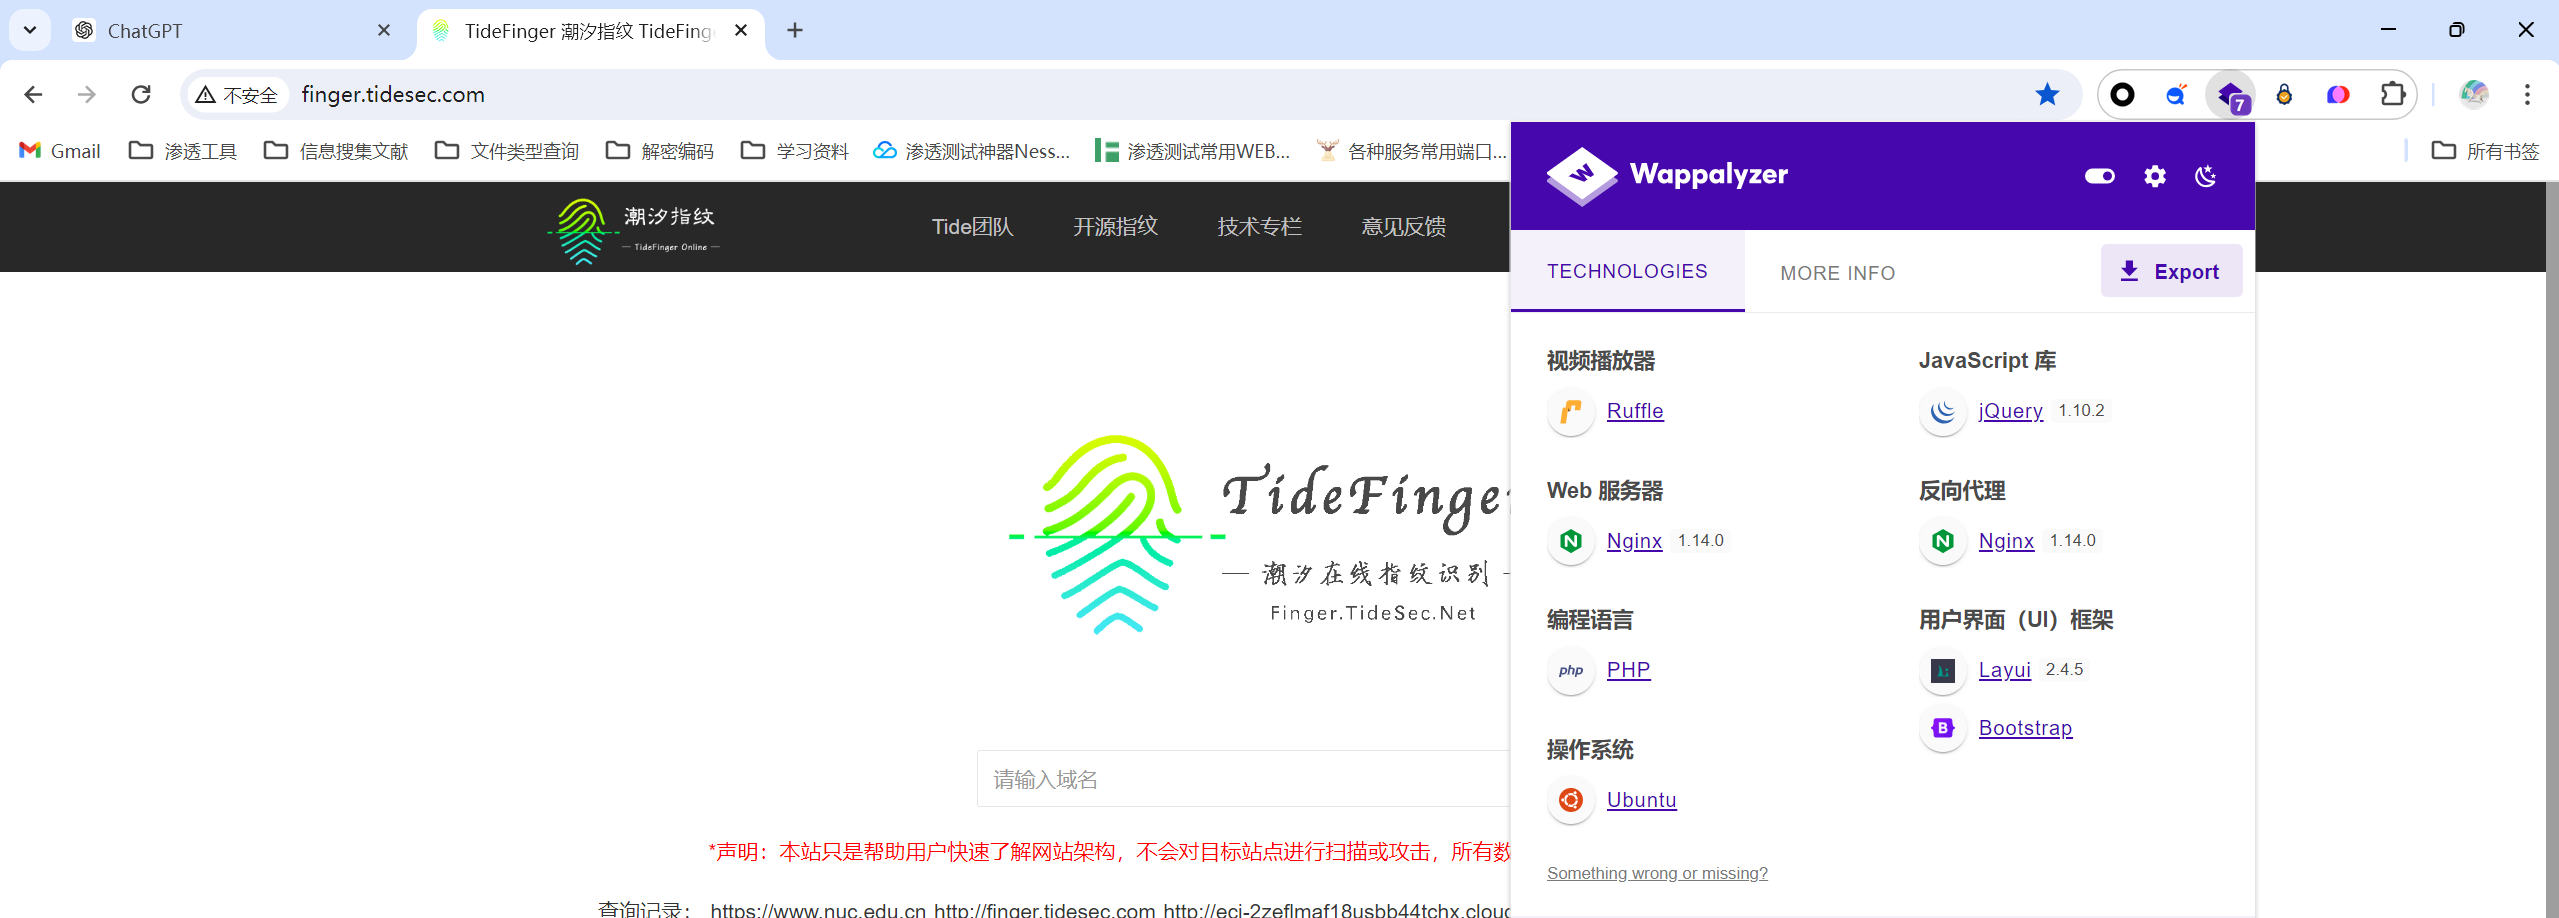 ChatGPT
TideFinger 潮汐指纹 TideFing
不安全 finger.tidesec.com
7
Gmail 渗透工具 信息搜集文献 文件类型查询 解密编码 学习资料 渗透测试神器Ness... 渗透测试常用WEB... 各种服务常用端口... 所有书签
潮汐指纹
— TideFinger Online —
Tide团队 开源指纹 技术专栏 意见反馈
TideFinge
— 潮汐在线指纹识别 -
Finger.TideSec.Net
请输入域名
*声明：本站只是帮助用户快速了解网站架构，不会对目标站点进行扫描或攻击，所有数
查询记录： https://www.nuc.edu.cn http://finger.tidesec.com http://eci-2zeflmaf18usbb44tchx.cloud
Wappalyzer
TECHNOLOGIES MORE INFO Export
视频播放器
Ruffle
Web 服务器
Nginx 1.14.0
编程语言
php PHP
操作系统
Ubuntu
JavaScript 库
jQuery 1.10.2
反向代理
Nginx 1.14.0
用户界面（UI）框架
Layui 2.4.5
Bootstrap
Something wrong or missing?